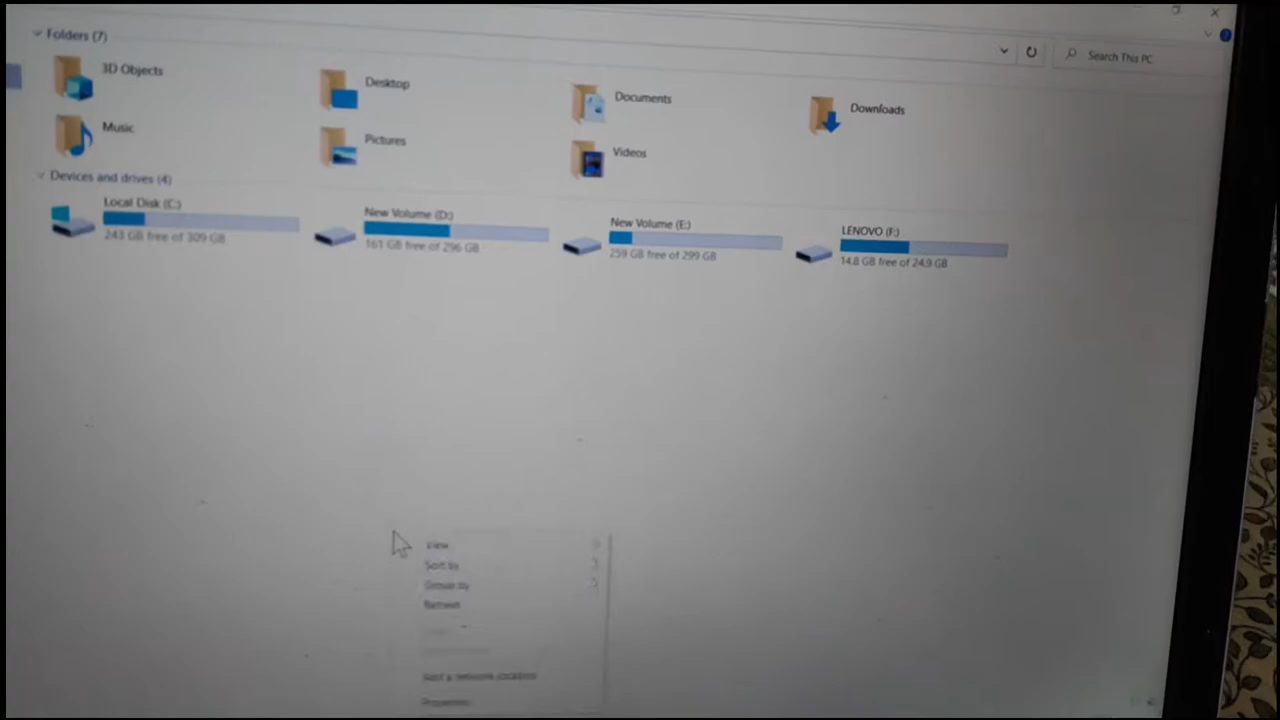 Folders (7)
Search This PC
3D Objects
Desktop
Documents
Downloads
Music
Pictures
Videos
Devices and drives (4)
Local Disk (C:)
243 GB free of 309 GB
New Volume (D:)
161 GB free of 296 GB
New Volume (E:)
259 GB free of 299 GB
LENOVO (F:)
14.8 GB free of 24.9 GB
View
Sort by
Group by
Refresh
Add a network location
Properties